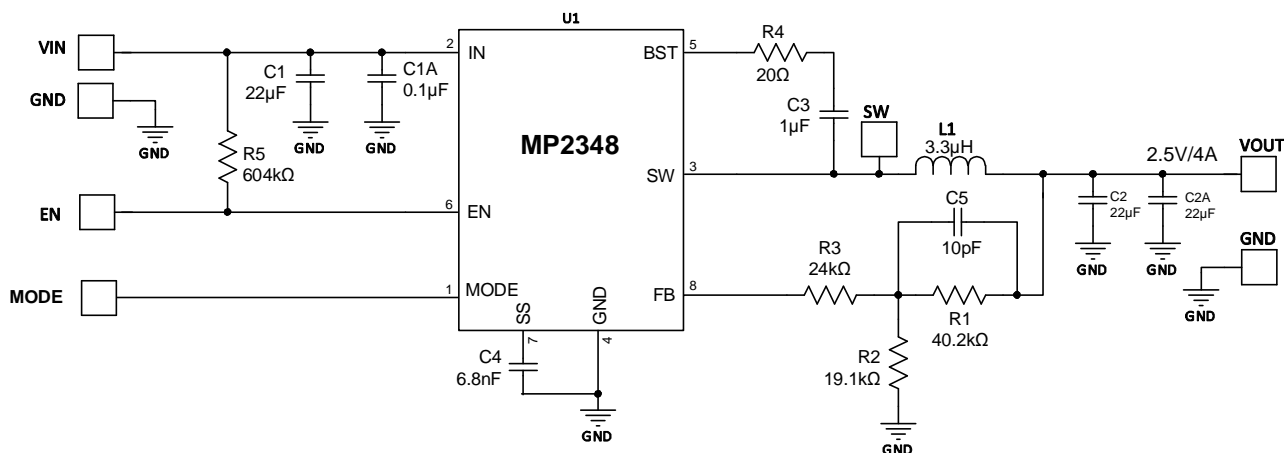 U1
VIN
2
IN
C1
22µF
C1A
0.1µF
GND
GND
GND
GND
R5
604kΩ
EN
6
EN
MODE
1
MODE
MP2348
SS
7
GND
4
C4
6.8nF
GND
BST
5
R4
20Ω
C3
1µF
SW
SW
3
L1
3.3µH
2.5V/4A
VOUT
C2
22µF
C2A
22µF
GND
GND
GND
GND
C5
10pF
FB
8
R3
24kΩ
R1
40.2kΩ
R2
19.1kΩ
GND